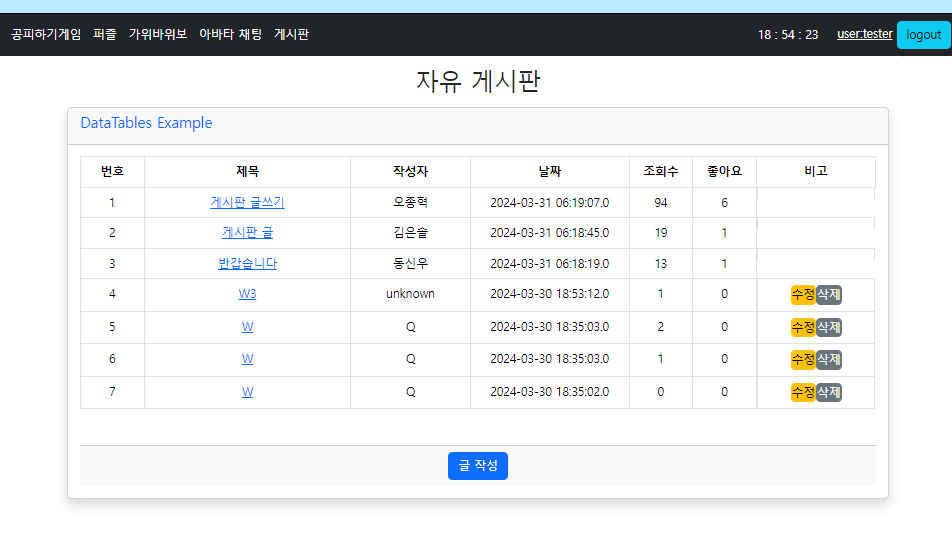 공피하기게임 퍼즐 가위바위보 아바타 채팅 게시판 18 : 54 : 23 user:tester logout
자유 게시판
DataTables Example
번호 제목 작성자 날짜 조회수 좋아요 비고
1 게시판 글쓰기 오종혁 2024-03-31 06:19:07.0 94 6
2 게시판 글 김은솔 2024-03-31 06:18:45.0 19 1
3 반갑습니다 동신우 2024-03-31 06:18:19.0 13 1
4 W3 unknown 2024-03-30 18:53:12.0 1 0 수정 삭제
5 W Q 2024-03-30 18:35:03.0 2 0 수정 삭제
6 W Q 2024-03-30 18:35:03.0 1 0 수정 삭제
7 W Q 2024-03-30 18:35:02.0 0 0 수정 삭제
글 작성